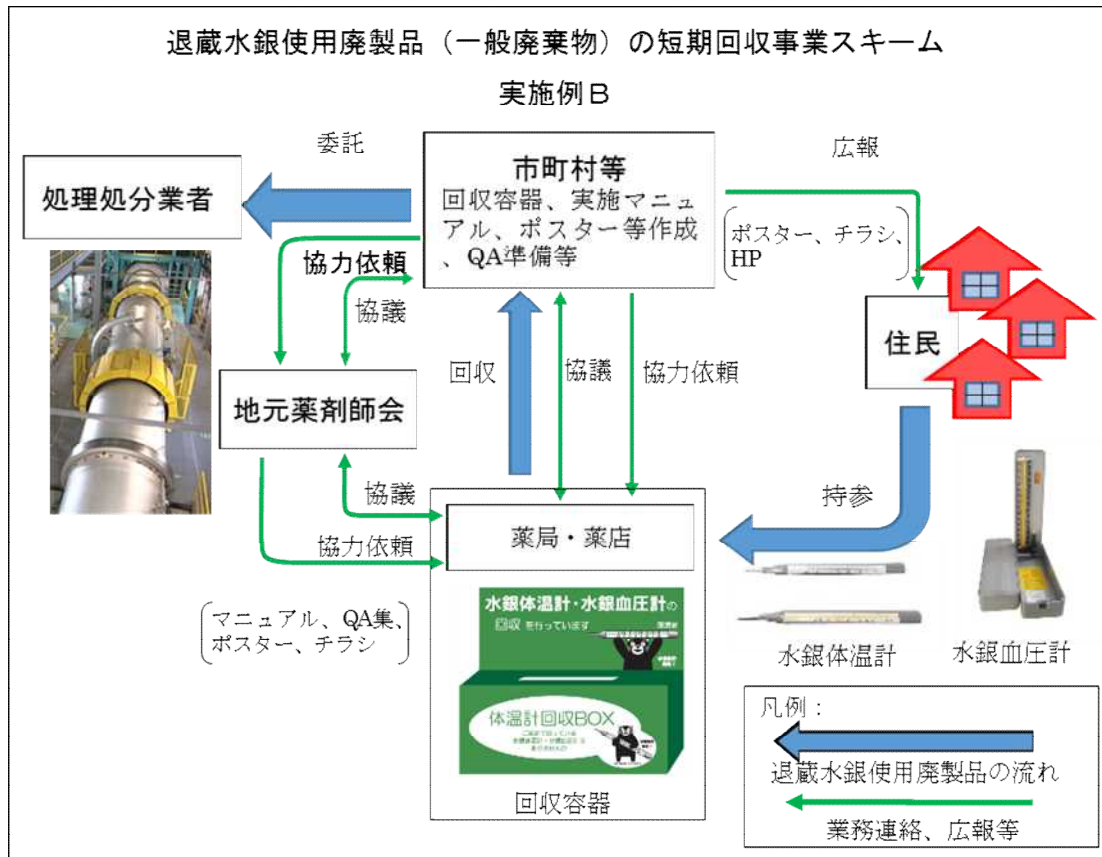 退蔵水銀使用廃製品(一般廃棄物)の短期回収事業スキーム
実施例B
委託
広報
処理処分業者
市町村等
回収容器、実施マニュ
アル、ポスター等作成
、QA準備等
ポスター、チラシ、
HP
協力依頼
協議
住民
回収
協議
協力依頼
地元薬剤師会
協議
持参
協力依頼
薬局・薬店
マニュアル、QA集、
ポスター、チラシ
水銀体温計・水銀血圧計の
回収を行っています
体温計回収BOX
水銀体温計
水銀血圧計
回収容器
凡例:
退蔵水銀使用廃製品の流れ
業務連絡、広報等